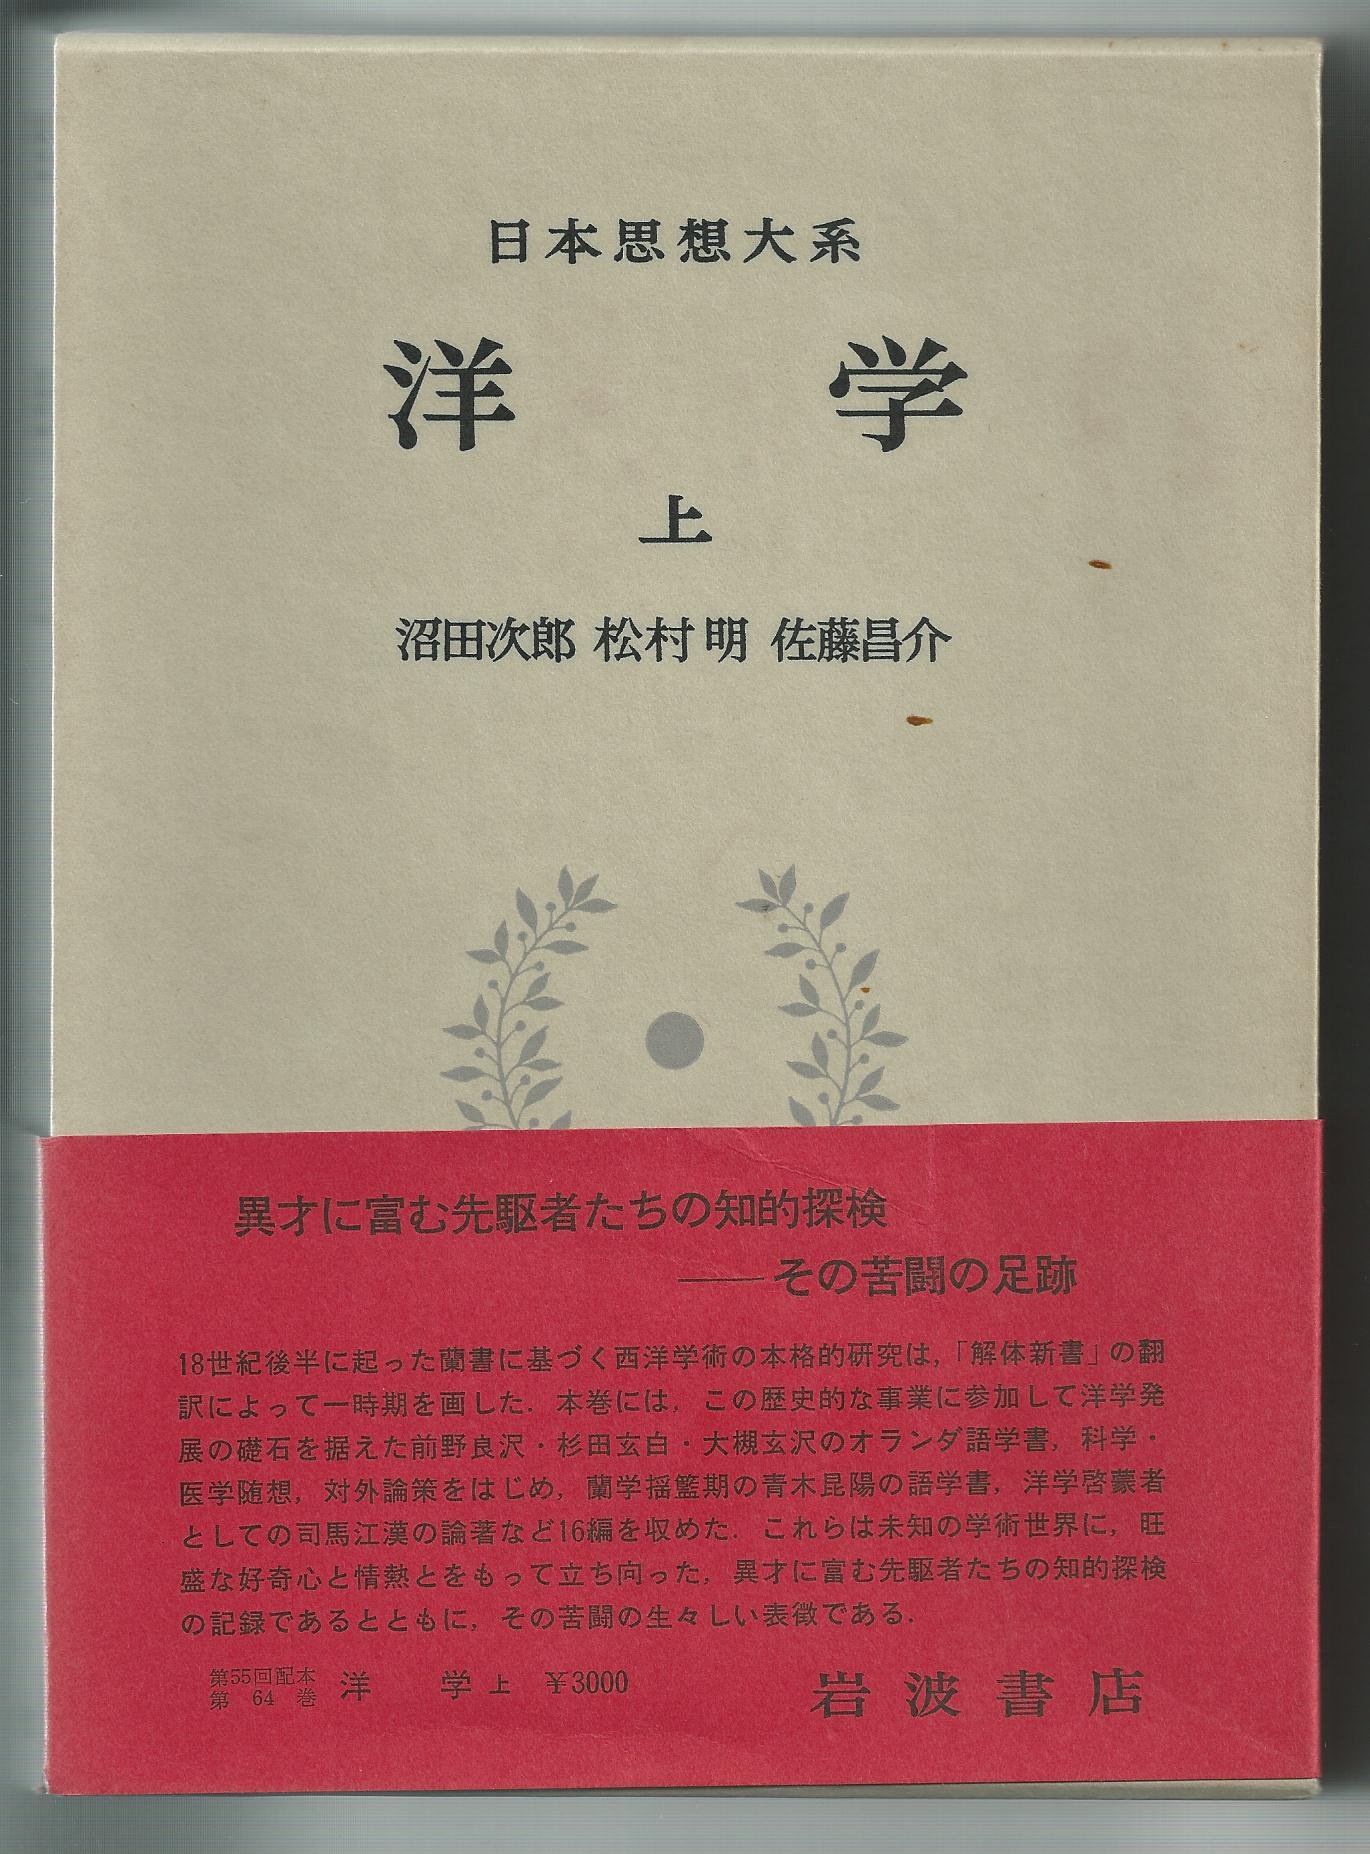 日本思想大系
洋 学
上
沼田次郎 松村明 佐藤昌介
異才に富む先駆者たちの知的探検
――その苦闘の足跡
18世紀後半に起った蘭書に基づく西洋学術の本格的研究は,「解体新書」の翻
訳によって一時期を画した. 本巻には, この歴史的な事業に参加して洋学発
展の礎石を据えた前野良沢・杉田玄白・大槻玄沢のオランダ語学書, 科学・
医学随想, 対外論策をはじめ, 蘭学揺籃期の青木昆陽の語学書, 洋学啓蒙者
としての司馬江漢の論著など16編を収めた. これらは未知の学術世界に, 旺
盛な好奇心と情熱とをもって立ち向った, 異才に富む先駆者たちの知的探検
の記録であるとともに, その苦闘の生々しい表徴である.
第55回配本
第 64 巻
洋 学 上 ¥3000
岩波書店